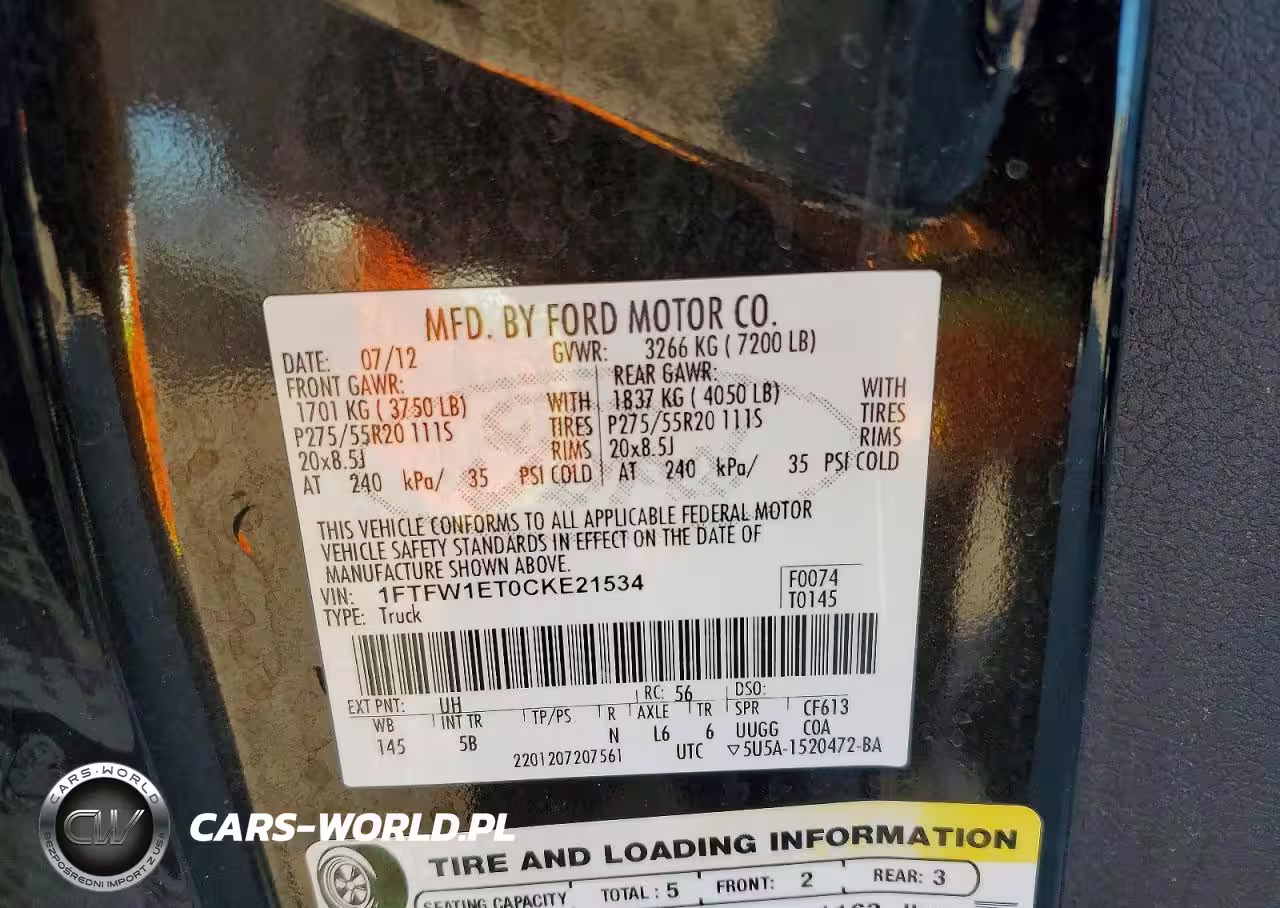 MFD. BY FORD MOTOR CO.
DATE: 07/12 GVWR: 3266 KG ( 7200 LB)
FRONT GAWR: REAR GAWR:
1701 KG ( 3750 LB) WITH 1837 KG ( 4050 LB) WITH
P275/55R20 111S TIRES P275/55R20 111S TIRES
20x8.5J RIMS 20x8.5J RIMS
AT 240 kPa/ 35 PSI COLD AT 240 kPa/ 35 PSI COLD
THIS VEHICLE CONFORMS TO ALL APPLICABLE FEDERAL MOTOR
VEHICLE SAFETY STANDARDS IN EFFECT ON THE DATE OF
MANUFACTURE SHOWN ABOVE.
VIN: 1FTFW1ET0CKE21534 F0074
TYPE: Truck T0145
EXT PNT: UH RC: 56 DSO:
WB INT TR TP/PS R AXLE TR SPR CF613
145 5B N L6 6 UUGG COA
2201207207561 UTC ▽5U5A-1520472-BA
TIRE AND LOADING INFORMATION
SEATING CAPACITY TOTAL : 5 FRONT: 2 REAR: 3
CARS-WORLD
CW
BEZPOŚREDNI IMPORT Z USA
CARS-WORLD.PL